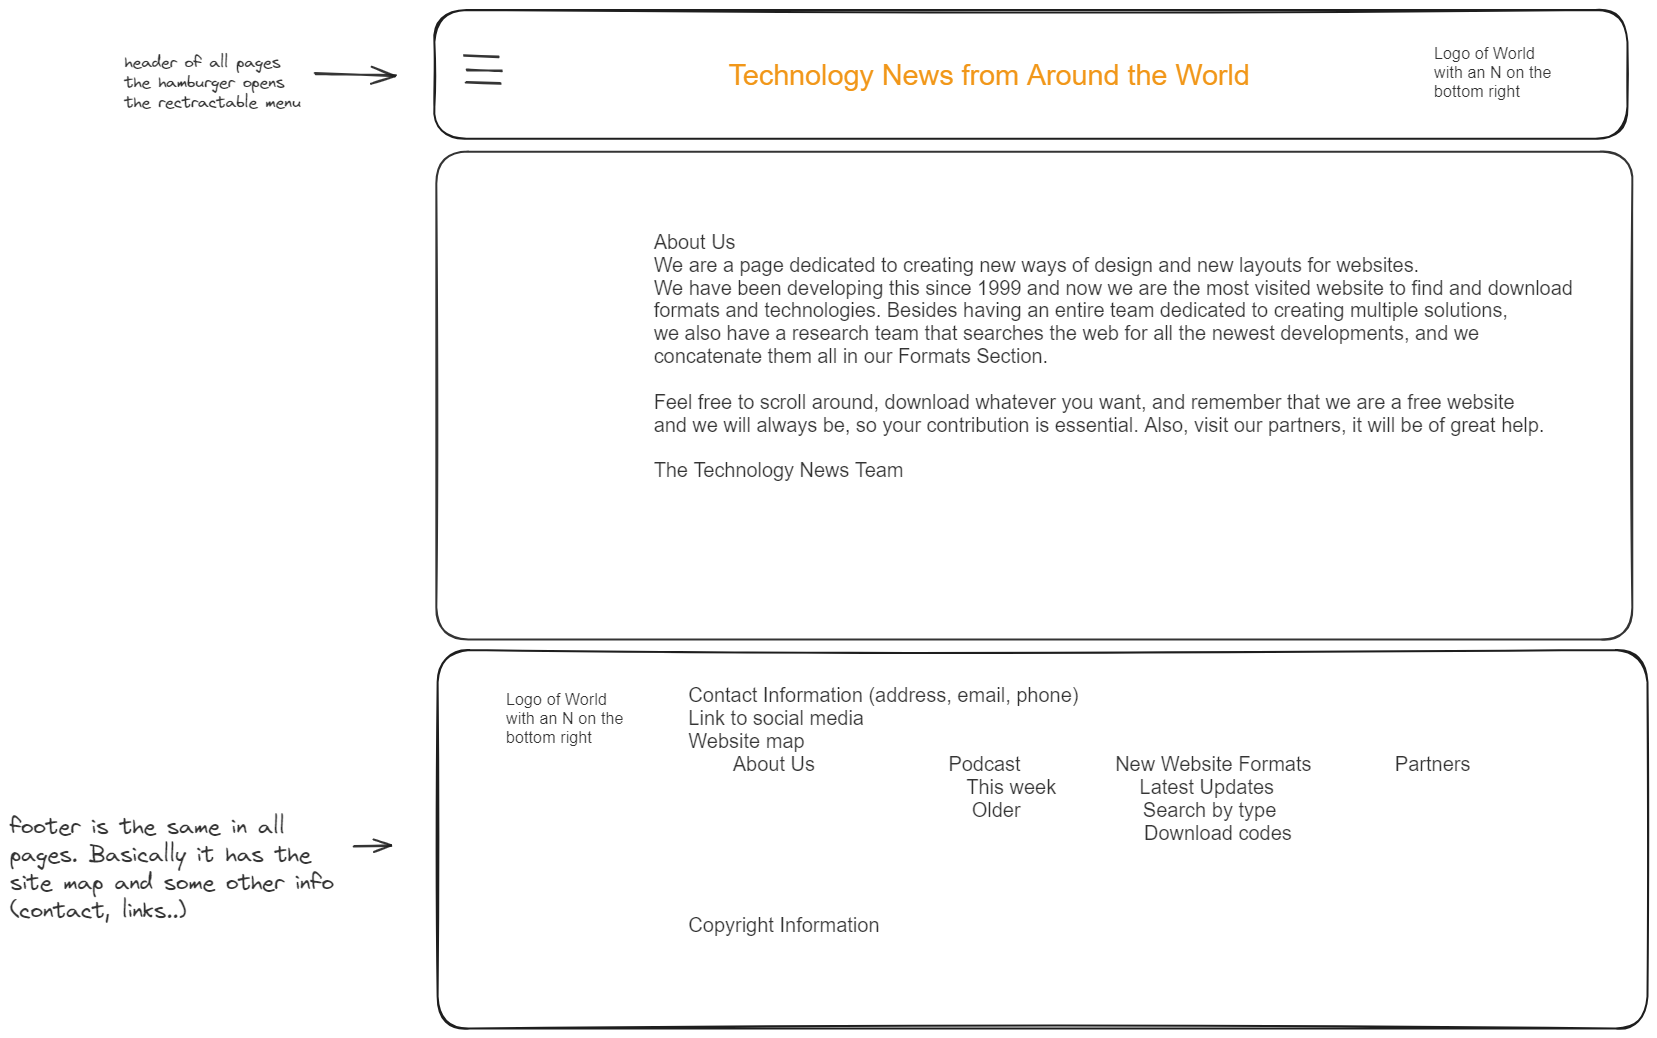 header of all pages
the hamburger opens
the rectractable menu
Technology News from Around the World
Logo of World
with an N on the
bottom right
About Us
We are a page dedicated to creating new ways of design and new layouts for websites.
We have been developing this since 1999 and now we are the most visited website to find and download
formats and technologies. Besides having an entire team dedicated to creating multiple solutions,
we also have a research team that searches the web for all the newest developments, and we
concatenate them all in our Formats Section.
Feel free to scroll around, download whatever you want, and remember that we are a free website
and we will always be, so your contribution is essential. Also, visit our partners, it will be of great help.
The Technology News Team
Logo of World
with an N on the
bottom right
Contact Information (address, email, phone)
Link to social media
Website map
About Us
Podcast
This week
Older
New Website Formats
Latest Updates
Search by type
Download codes
Partners
footer is the same in all
pages. Basically it has the
site map and some other info
(contact, links..)
Copyright Information